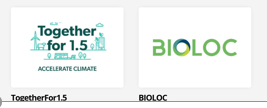 Together
for 1.5
ACCELERATE CLIMATE
BIOLOC
TogetherFor1.5
BIOLOC